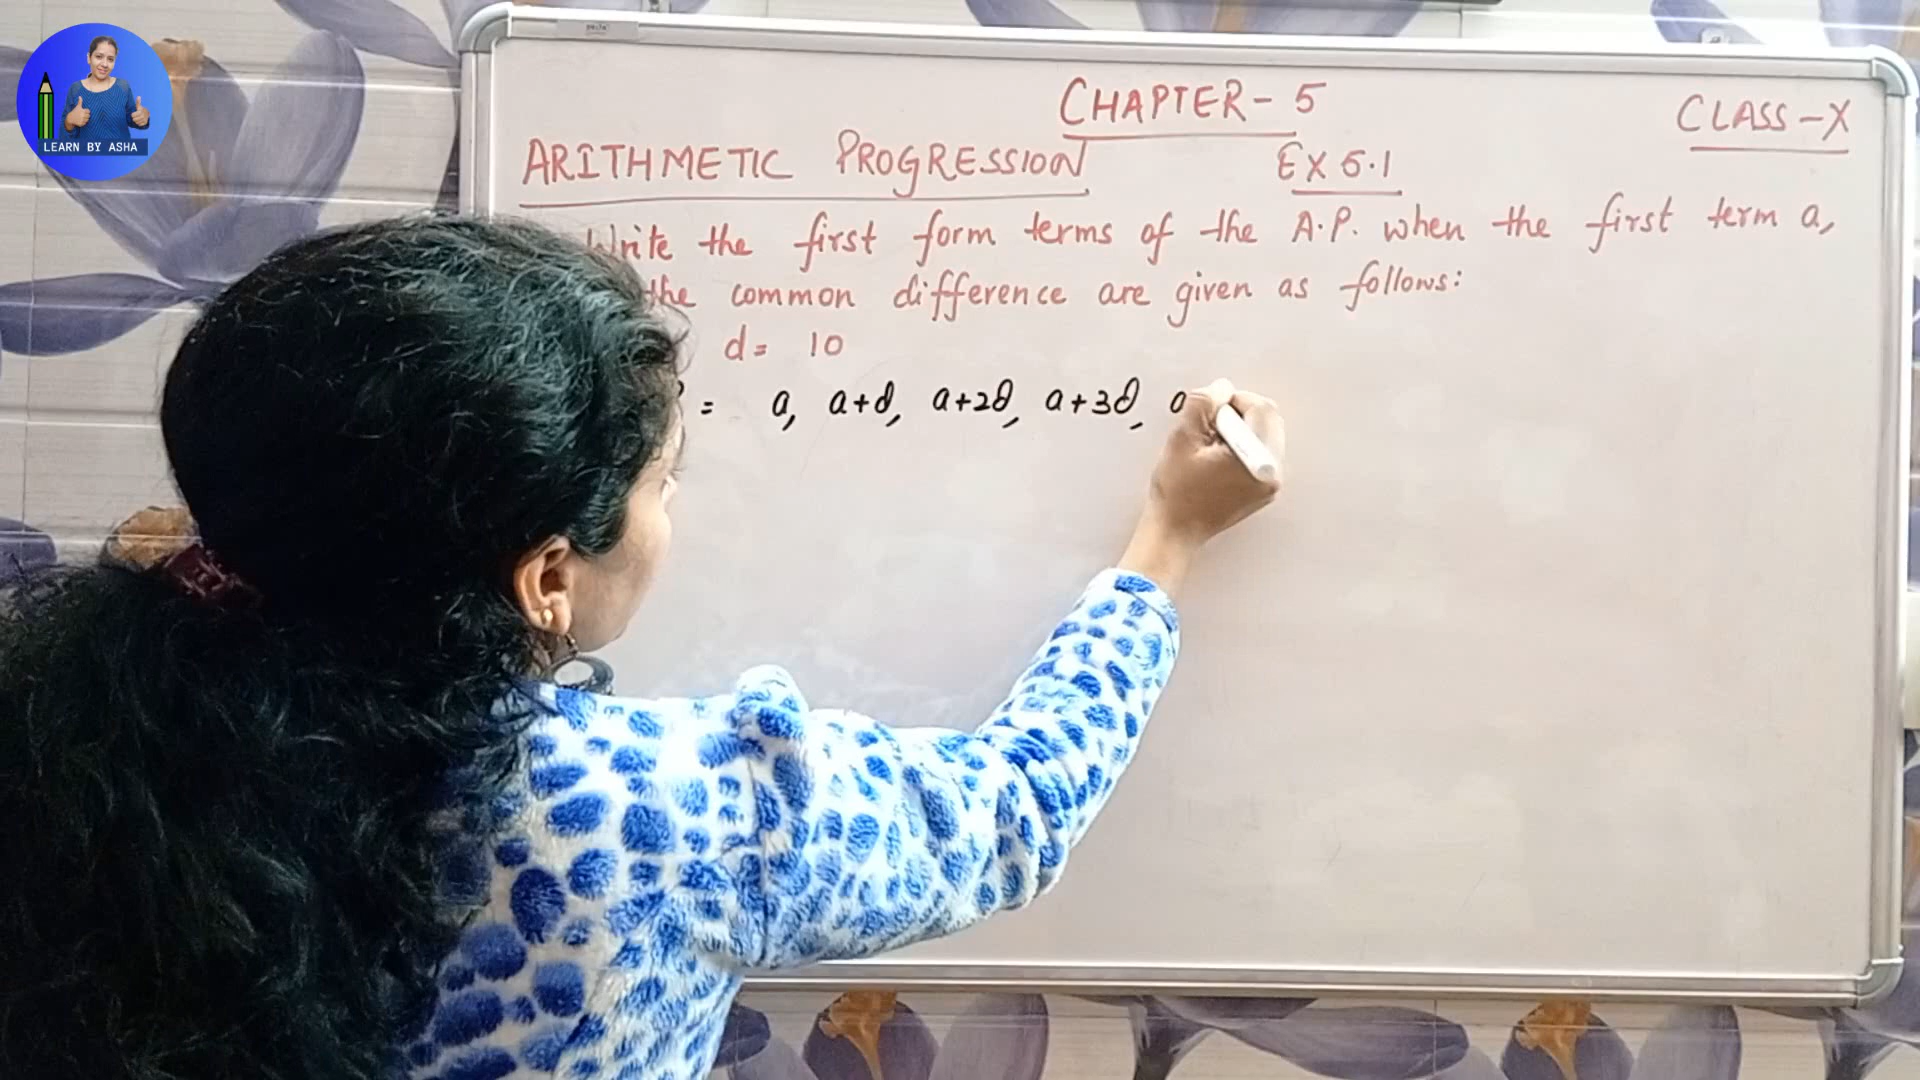 LEARN BY ASHA
CHAPTER - 5
CLASS - X
ARITHMETIC PROGRESSION EX 5.1
Write the first form terms of the A.P. when the first term a,
the common difference are given as follows:
d = 10
= a, a+d, a+2d, a+3d, a